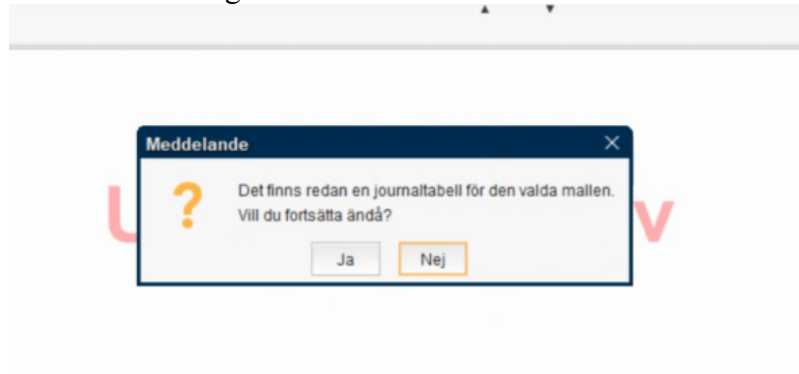 Meddelande
Det finns redan en journaltabell för den valda mallen.
Vill du fortsätta ändå?
Ja
Nej